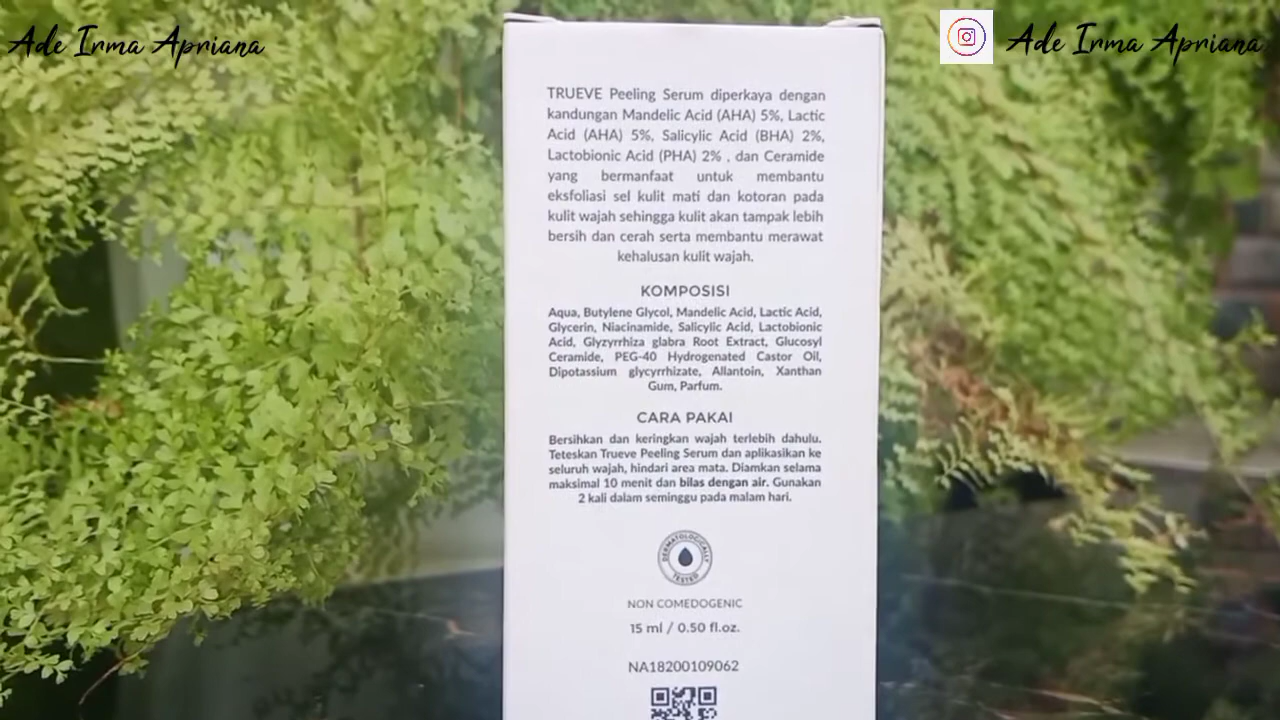 Ade Irma Apriana
Ade Irma Apriana
TRUEVE Peeling Serum diperkaya dengan
kandungan Mandelic Acid (AHA) 5%, Lactic
Acid (AHA) 5%, Salicylic Acid (BHA) 2%,
Lactobionic Acid (PHA) 2% , dan Ceramide
yang bermanfaat untuk membantu
eksfoliasi sel kulit mati dan kotoran pada
kulit wajah sehingga kulit akan tampak lebih
bersih dan cerah serta membantu merawat
kehalusan kulit wajah.
KOMPOSISI
Aqua, Butylene Glycol, Mandelic Acid, Lactic Acid,
Glycerin, Niacinamide, Salicylic Acid, Lactobionic
Acid, Glyzyrrhiza glabra Root Extract, Glucosyl
Ceramide, PEG-40 Hydrogenated Castor Oil,
Dipotassium glycyrrhizate, Allantoin, Xanthan
Gum, Parfum.
CARA PAKAI
Bersihkan dan keringkan wajah terlebih dahulu.
Teteskan Trueve Peeling Serum dan aplikasikan ke
seluruh wajah, hindari area mata. Diamkan selama
maksimal 10 menit dan bilas dengan air. Gunakan
2 kali dalam seminggu pada malam hari.
DERMATOLOGICALLY
TESTED
NON COMEDOGENIC
15 ml / 0.50 fl.oz.
NA18200109062